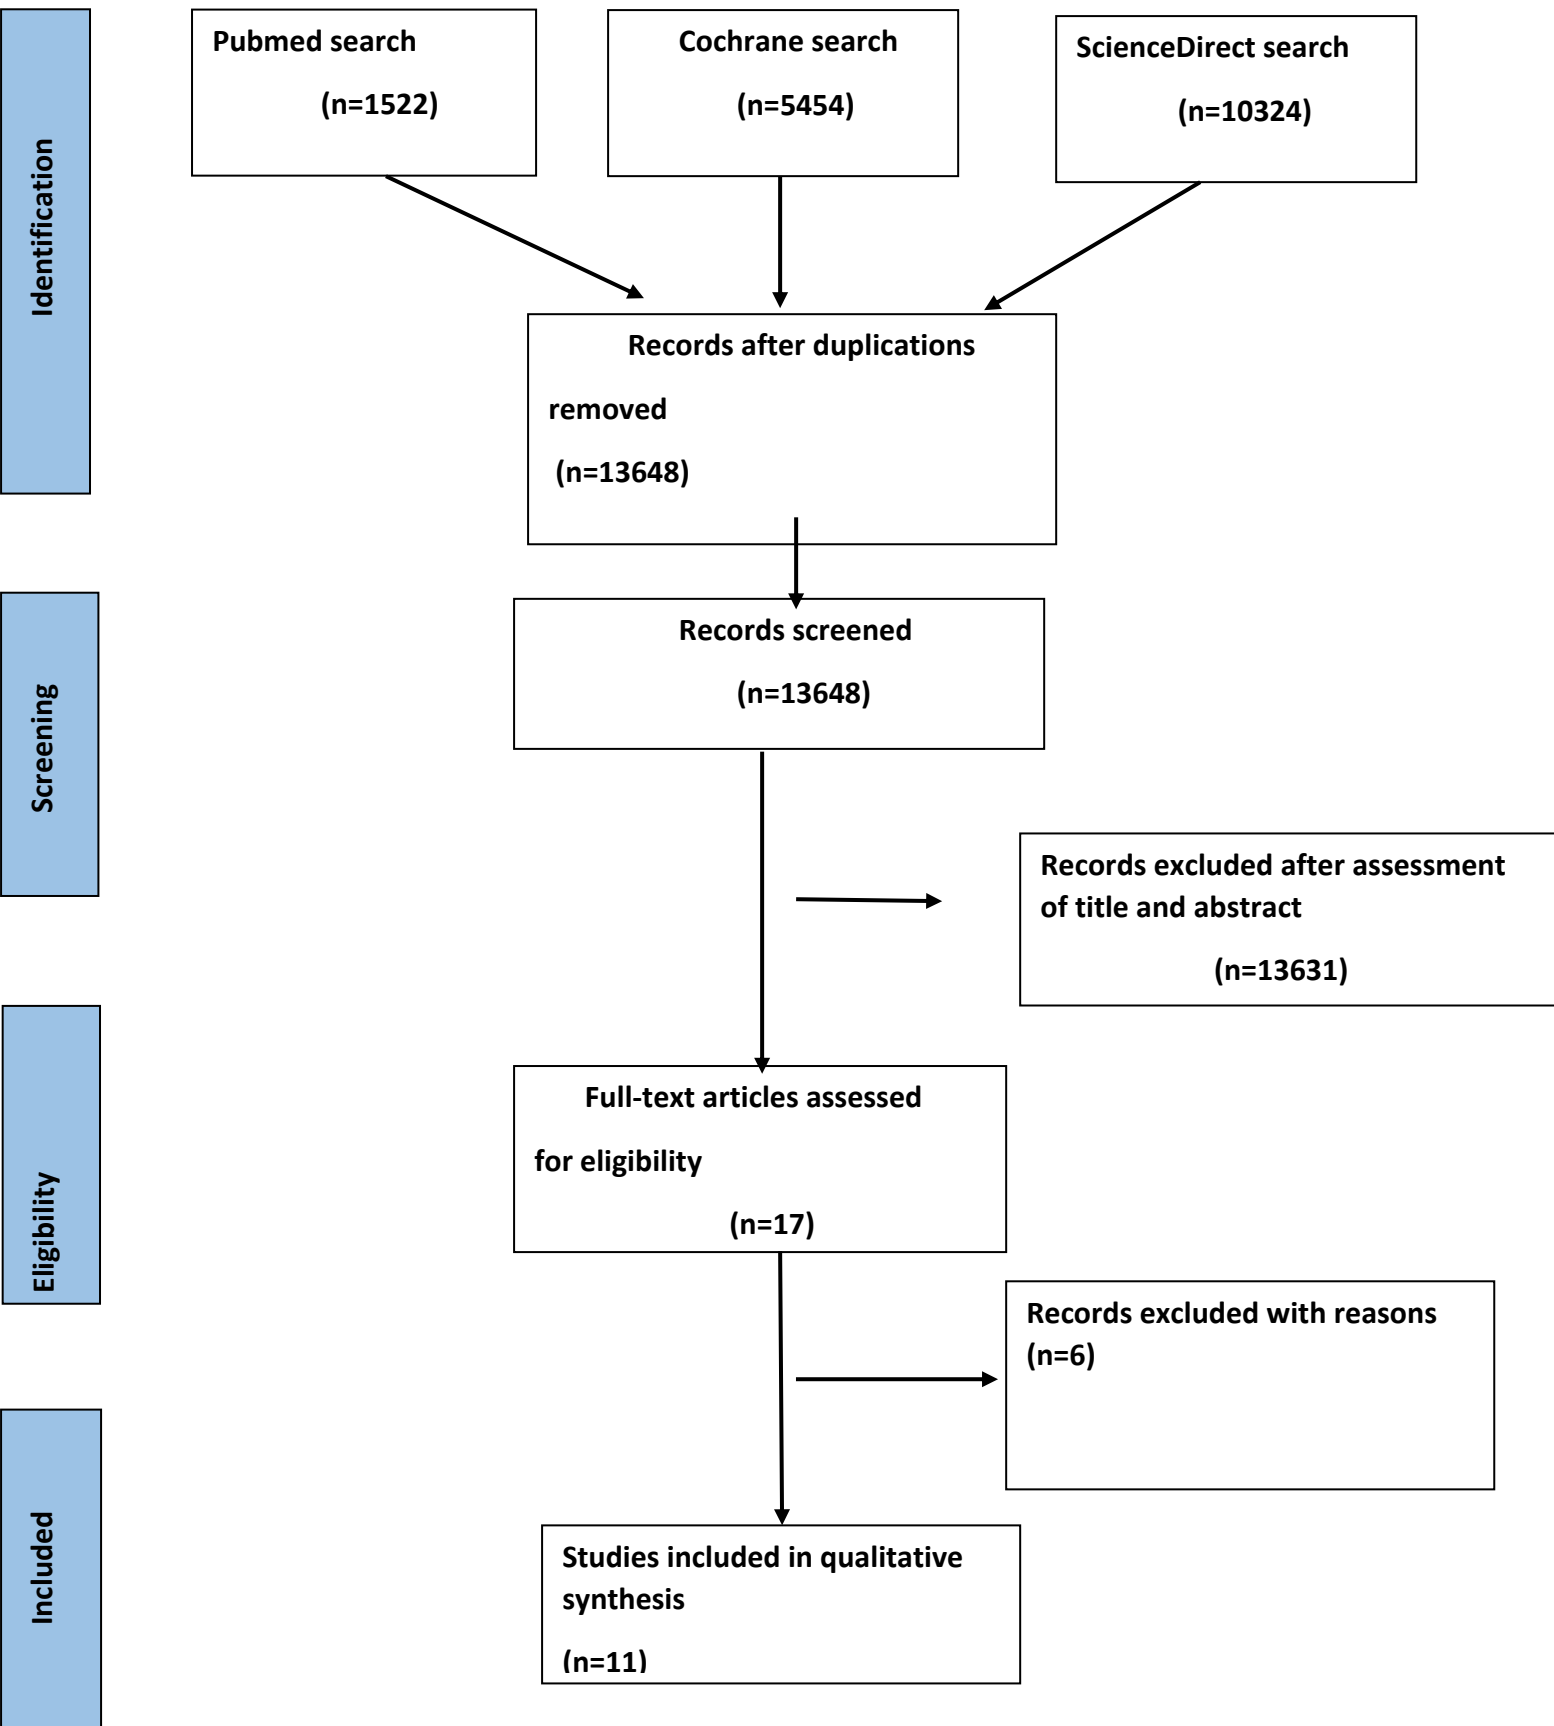 Identification
Pubmed search
(n=1522)
Cochrane search
(n=5454)
ScienceDirect search
(n=10324)
Records after duplications
removed
(n=13648)
Screening
Records screened
(n=13648)
Records excluded after assessment
of title and abstract
(n=13631)
Eligibility
Full-text articles assessed
for eligibility
(n=17)
Records excluded with reasons
(n=6)
Included
Studies included in qualitative
synthesis
(n=11)